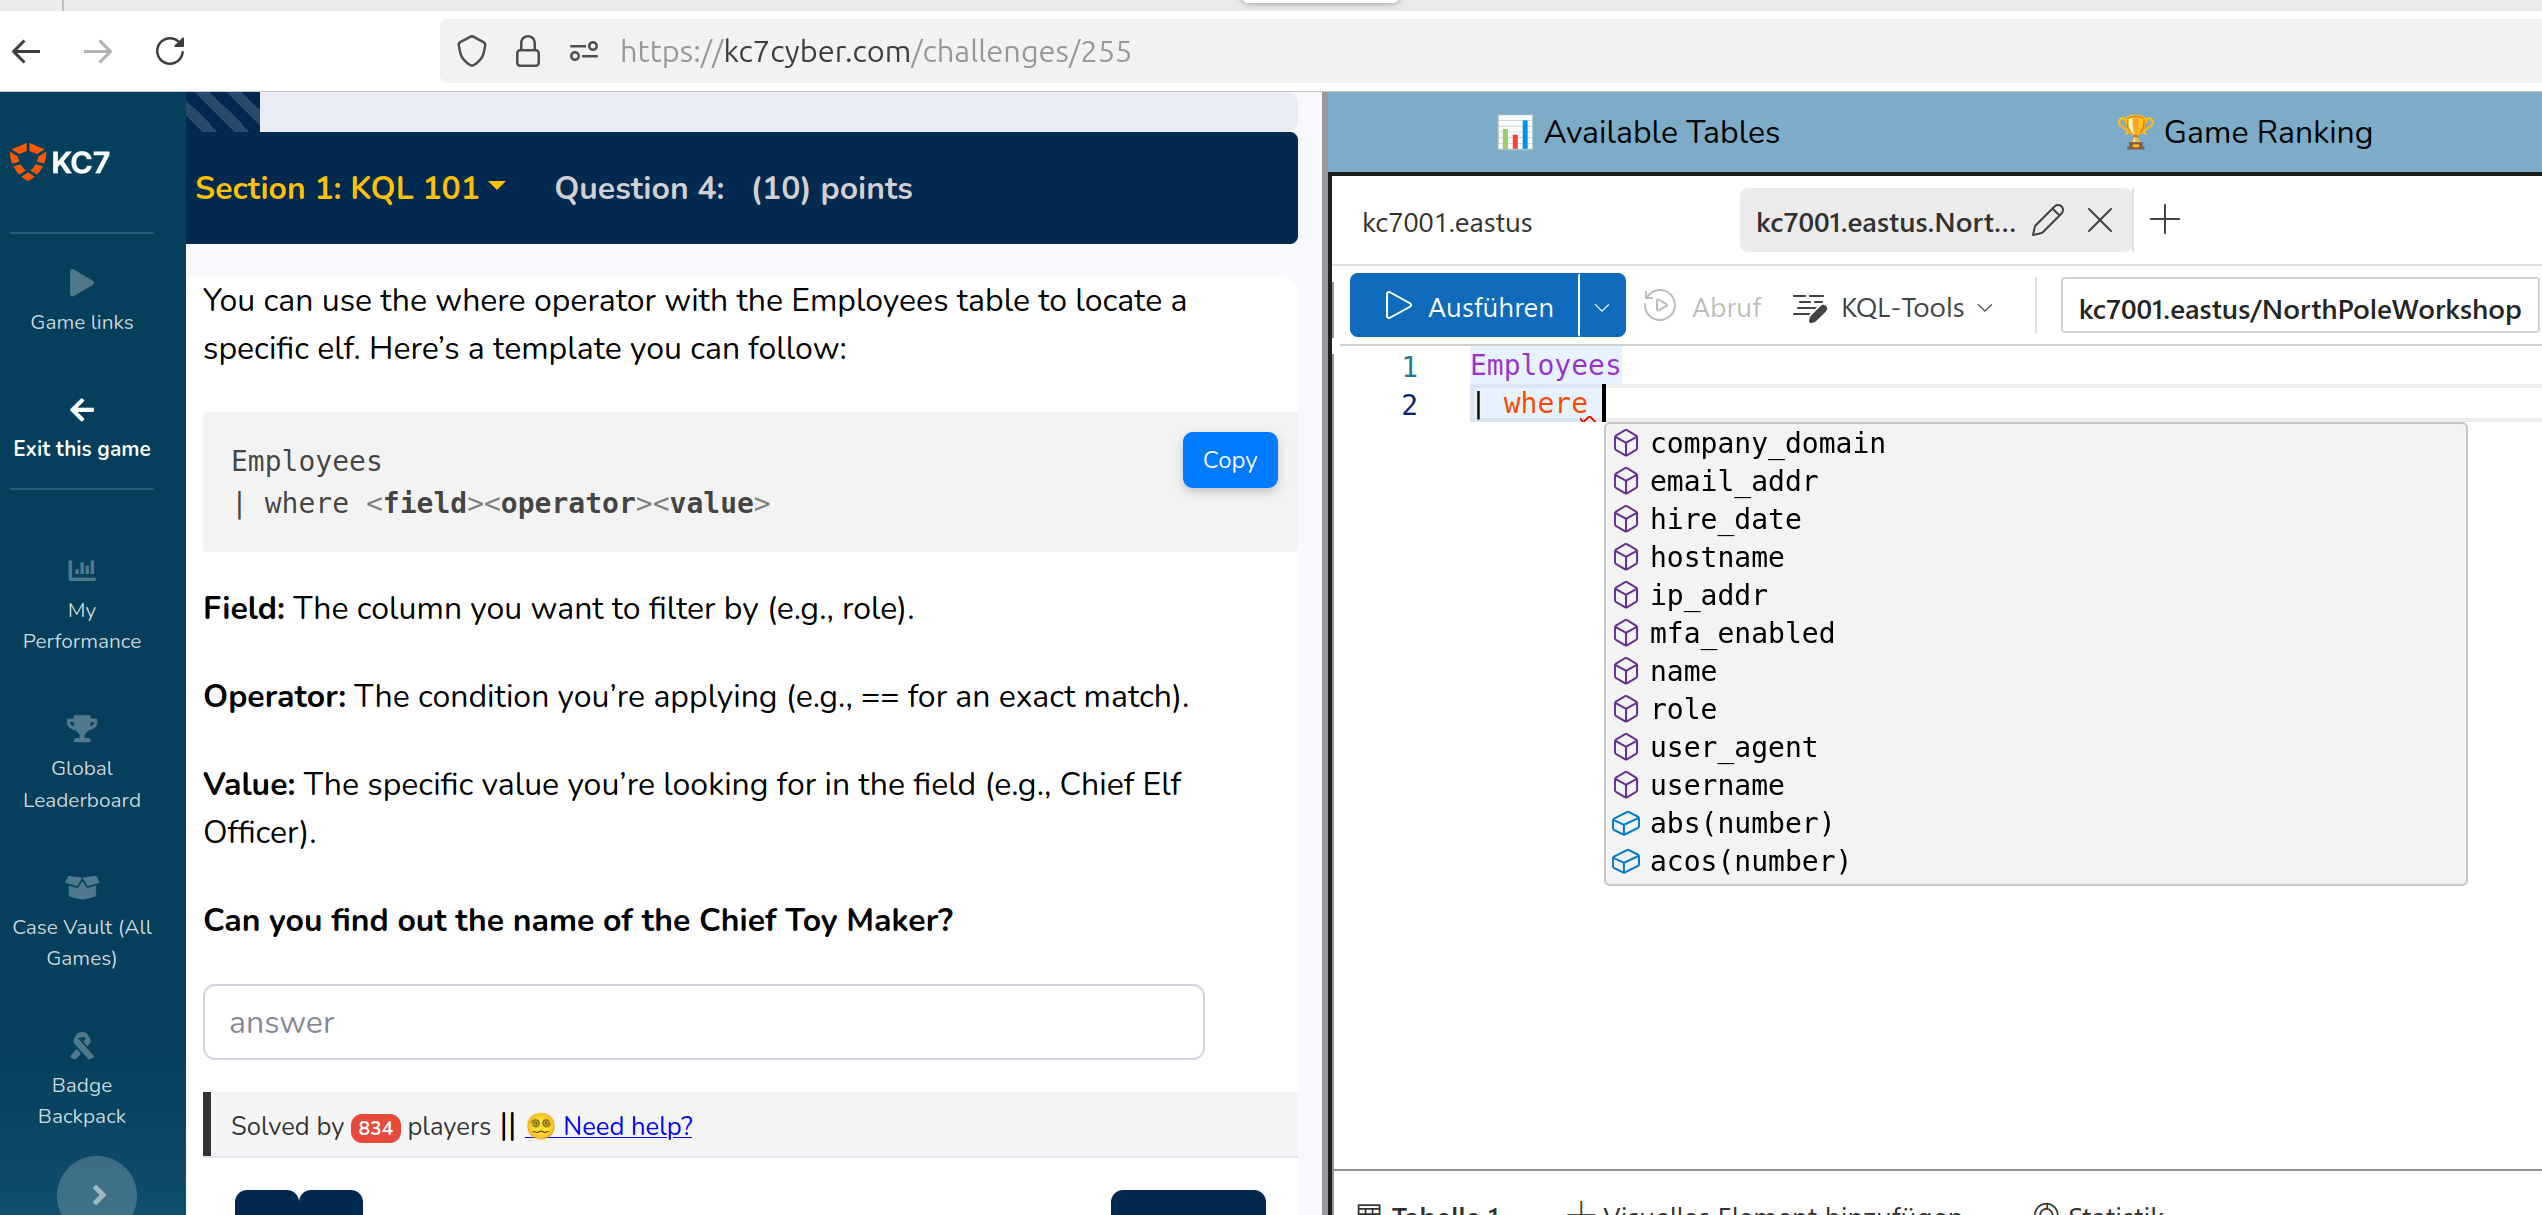 https://kc7cyber.com/challenges/255
KC7
Game links
Exit this game
My
Performance
Global
Leaderboard
Case Vault (All
Games)
Badge
Backpack
Section 1: KQL 101
Question 4: (10) points
You can use the where operator with the Employees table to locate a
specific elf. Here’s a template you can follow:
Employees
| where <field><operator><value>
Copy
Field: The column you want to filter by (e.g., role).
Operator: The condition you’re applying (e.g., == for an exact match).
Value: The specific value you’re looking for in the field (e.g., Chief Elf
Officer).
Can you find out the name of the Chief Toy Maker?
answer
Solved by 834 players || Need help?
Available Tables
Game Ranking
kc7001.eastus
kc7001.eastus.Nort...
Ausführen
Abruf
KQL-Tools
kc7001.eastus/NorthPoleWorkshop
1 Employees
2 | where
company_domain
email_addr
hire_date
hostname
ip_addr
mfa_enabled
name
role
user_agent
username
abs(number)
acos(number)
Tabelle 1
Visuelles Element hinzufügen
Statistik